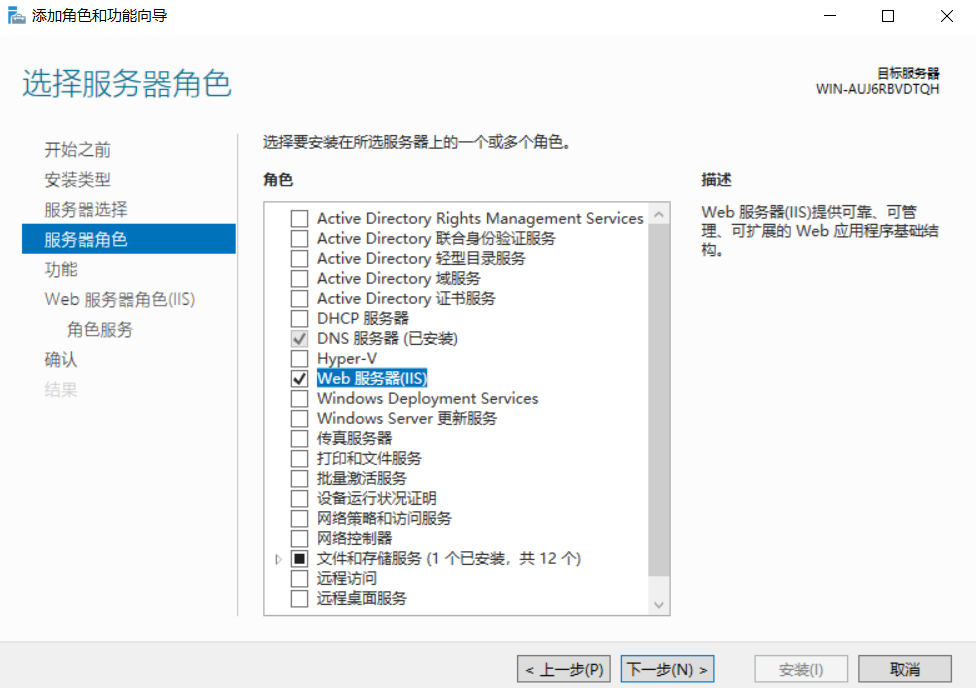 添加角色和功能向导
选择服务器角色
目标服务器
WIN-AUJ6RBVDTQH
开始之前
安装类型
服务器选择
服务器角色
功能
Web 服务器角色(IIS)
角色服务
确认
结果
选择要安装在所选服务器上的一个或多个角色。
角色
Active Directory Rights Management Services
Active Directory 联合身份验证服务
Active Directory 轻型目录服务
Active Directory 域服务
Active Directory 证书服务
DHCP 服务器
DNS 服务器 (已安装)
Hyper-V
Web 服务器(IIS)
Windows Deployment Services
Windows Server 更新服务
传真服务器
打印和文件服务
批量激活服务
设备运行状况证明
网络策略和访问服务
网络控制器
文件和存储服务 (1 个已安装，共 12 个)
远程访问
远程桌面服务
描述
Web 服务器(IIS)提供可靠、可管
理、可扩展的 Web 应用程序基础结
构。
< 上一步(P)
下一步(N) >
安装(I)
取消